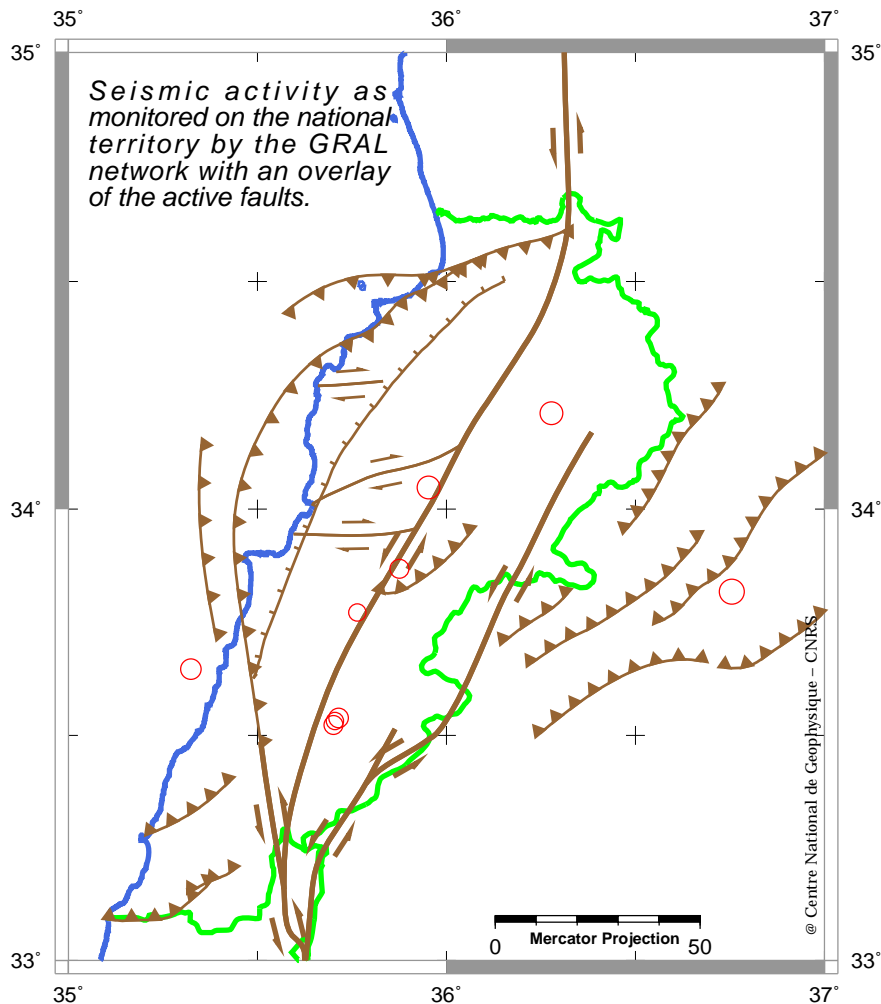 35˚ 36˚ 37˚
35˚ 35˚
Seismic activity as
monitored on the national
territory by the GRAL
network with an overlay
of the active faults.
34˚ 34˚
@ Centre National de Geophysique – CNRS
Mercator Projection
0 50
33˚ 33˚
35˚ 36˚ 37˚